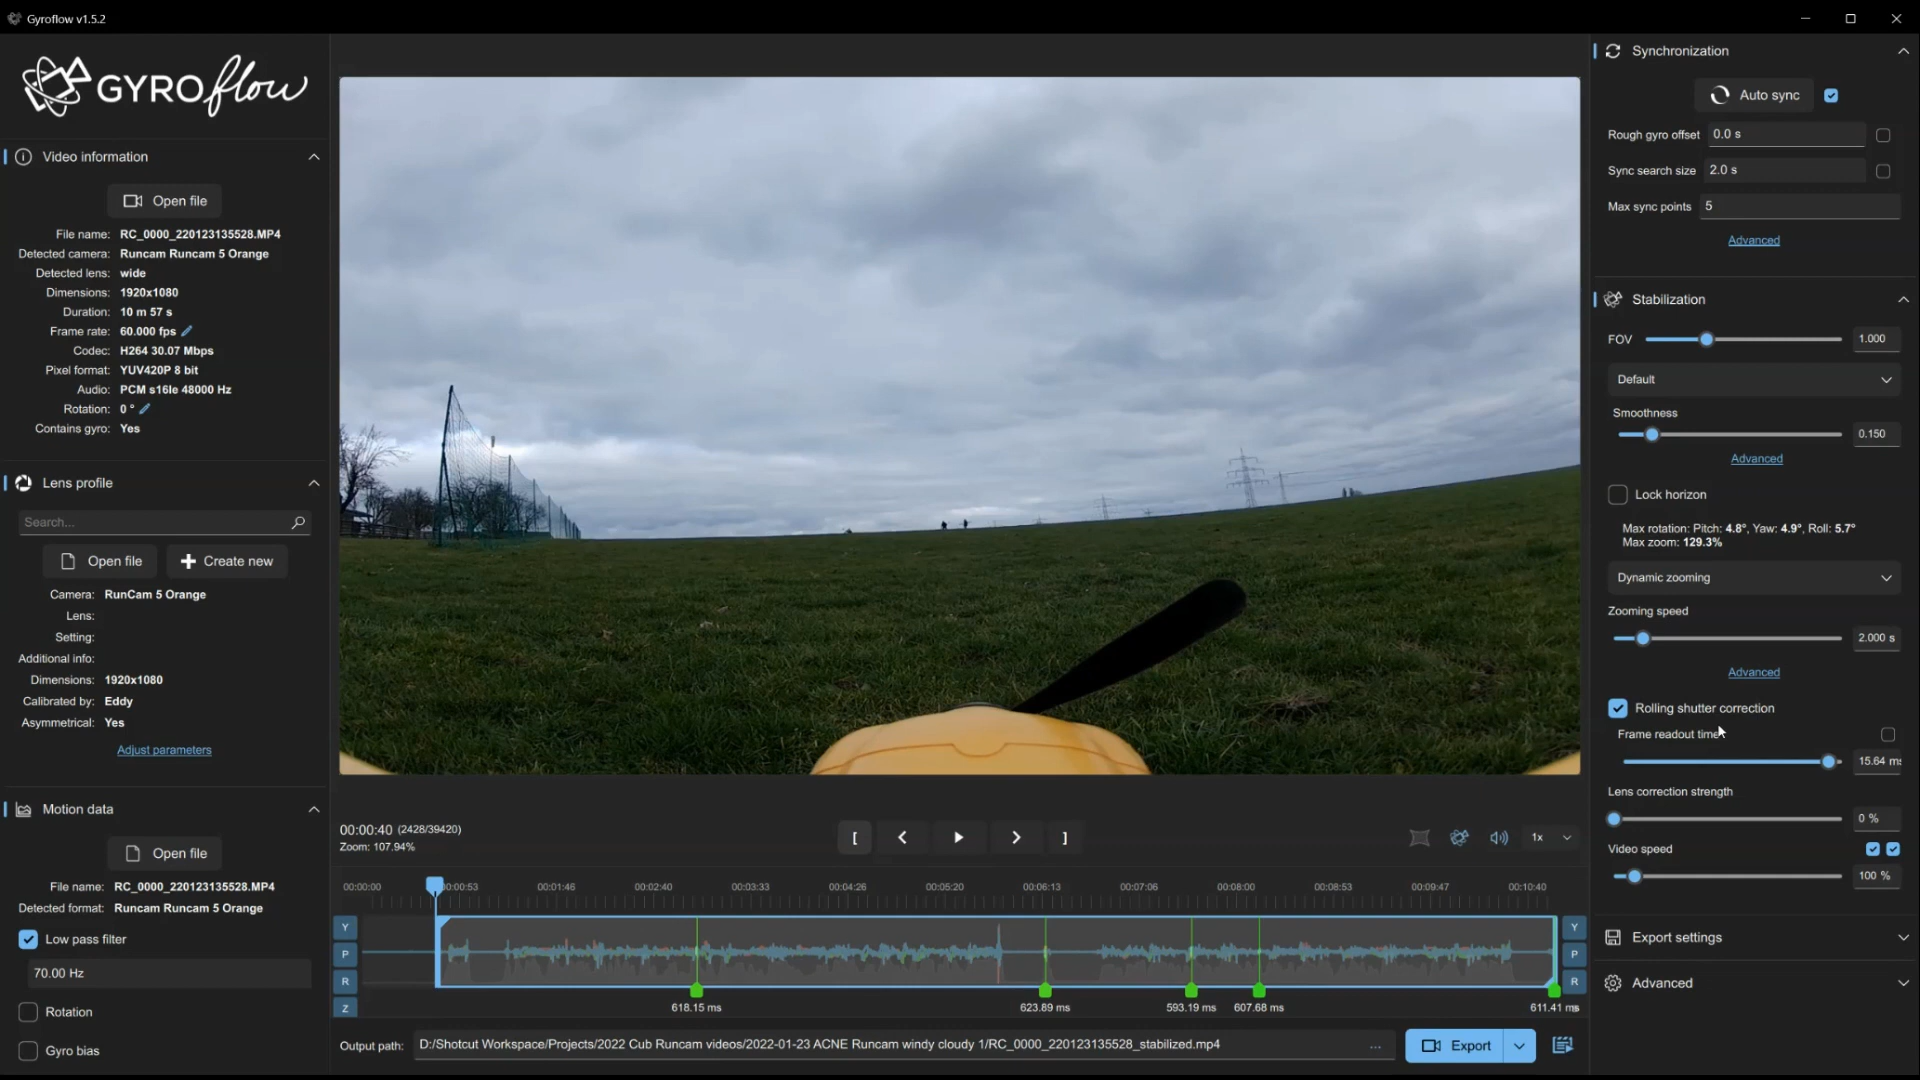 Gyroflow v1.5.2
GYROflow
Video information
Open file
File name: RC_0000_220123135528.MP4
Detected camera: Runcam Runcam 5 Orange
Detected lens: wide
Dimensions: 1920x1080
Duration: 10 m 57 s
Frame rate: 60.000 fps
Codec: H264 30.07 Mbps
Pixel format: YUV420P 8 bit
Audio: PCM s16le 48000 Hz
Rotation: 0 °
Contains gyro: Yes
Lens profile
Search...
Open file
Create new
Camera: RunCam 5 Orange
Lens:
Setting:
Additional info:
Dimensions: 1920x1080
Calibrated by: Eddy
Asymmetrical: Yes
Adjust parameters
Motion data
Open file
File name: RC_0000_220123135528.MP4
Detected format: Runcam Runcam 5 Orange
Low pass filter
70.00 Hz
Rotation
Gyro bias
00:00:40 (2428/39420)
Zoom: 107.94%
[
]
1x
00:00:00 00:00:53 00:01:46 00:02:40 00:03:33 00:04:26 00:05:20 00:06:13 00:07:06 00:08:00 00:08:53 00:09:47 00:10:40
Y Y
P P
R R
Z
618.15 ms 623.89 ms 593.19 ms 607.68 ms 611.41 ms
Output path: D:/Shotcut Workspace/Projects/2022 Cub Runcam videos/2022-01-23 ACNE Runcam windy cloudy 1/RC_0000_220123135528_stabilized.mp4 ...
Export
Synchronization
Auto sync
Rough gyro offset 0.0 s
Sync search size 2.0 s
Max sync points 5
Advanced
Stabilization
FOV 1.000
Default
Smoothness
0.150
Advanced
Lock horizon
Max rotation: Pitch: 4.8°, Yaw: 4.9°, Roll: 5.7°
Max zoom: 129.3%
Dynamic zooming
Zooming speed
2.000 s
Advanced
Rolling shutter correction
Frame readout time
15.64 ms
Lens correction strength
0 %
Video speed
100 %
Export settings
Advanced